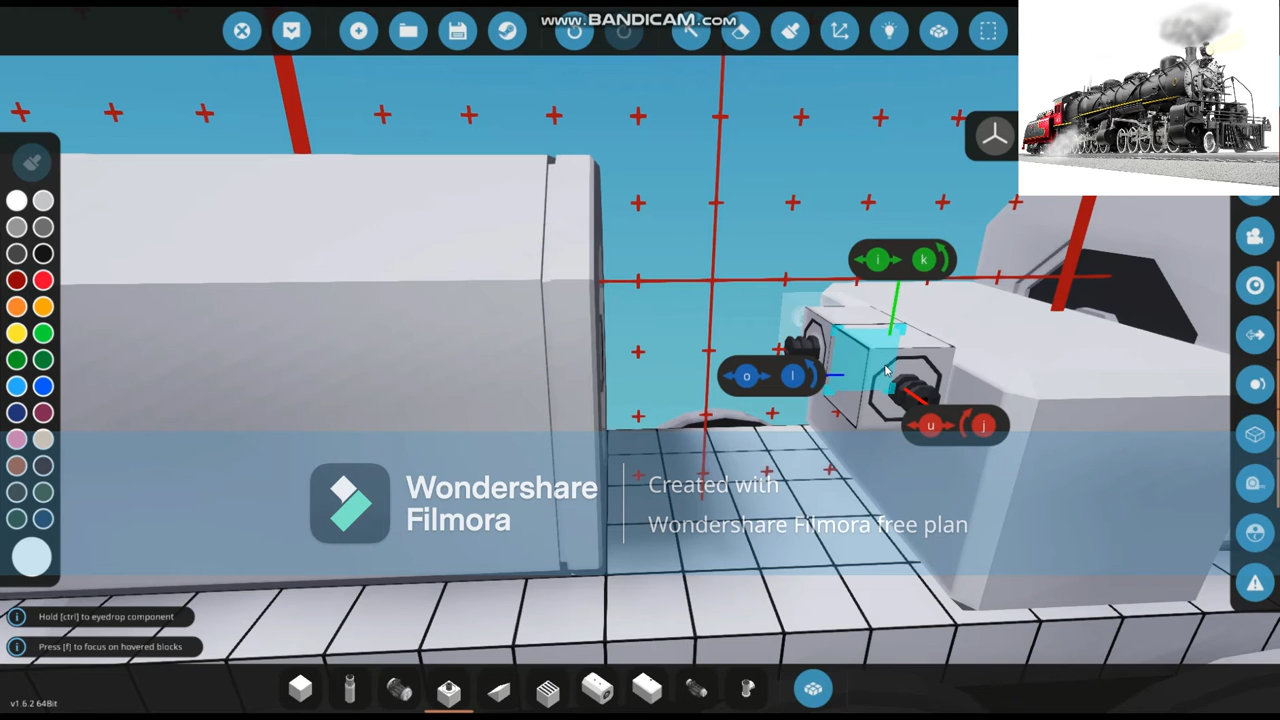 www.BANDICAM.com
i k
o l
u j
Wondershare
Filmora
Created with
Wondershare Filmora free plan
Hold [ctrl] to eyedrop component
Press [f] to focus on hovered blocks
v1.6.2 64Bit